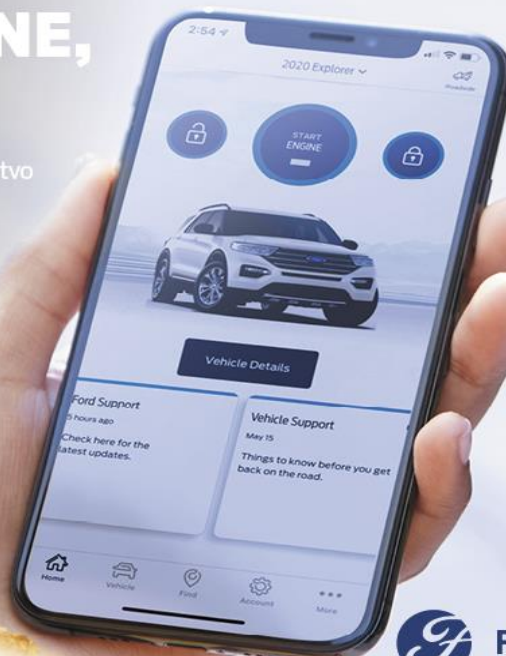 NE,
tvo
2:54
2020 Explorer
Roadside
START
ENGINE
Vehicle Details
Ford Support
5 hours ago
Check here for the
latest updates.
Vehicle Support
May 15
Things to know before you get
back on the road.
Home
Vehicle
Find
Account
More
F